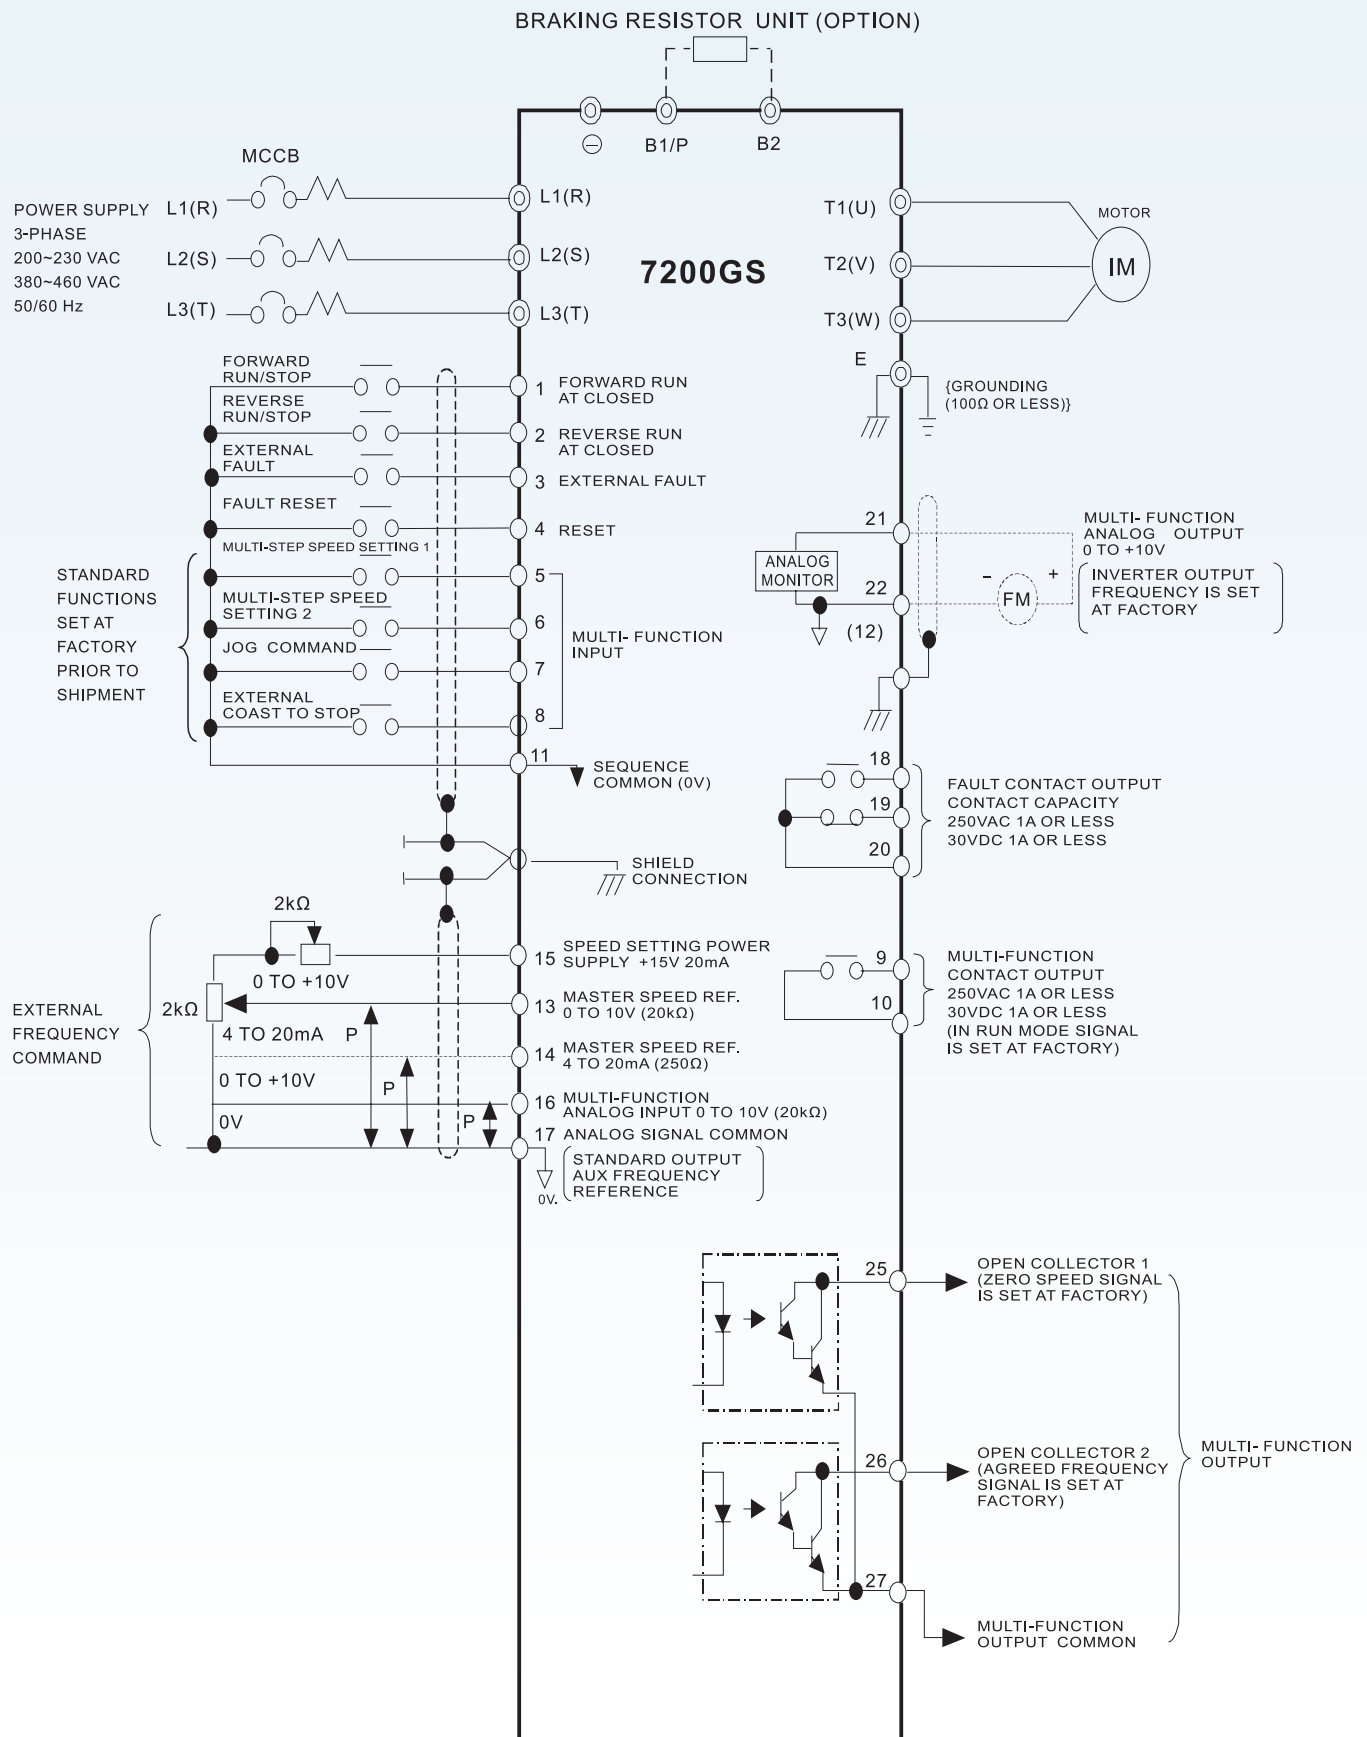 BRAKING RESISTOR UNIT (OPTION)
⊖
B1/P
B2
MCCB
POWER SUPPLY
3-PHASE
200~230 VAC
380~460 VAC
50/60 Hz
L1(R)
L2(S)
L3(T)
L1(R)
L2(S)
L3(T)
7200GS
T1(U)
T2(V)
T3(W)
MOTOR
IM
E
{GROUNDING
(100Ω OR LESS)}
FORWARD
RUN/STOP
REVERSE
RUN/STOP
EXTERNAL
FAULT
FAULT RESET
MULTI-STEP SPEED SETTING 1
MULTI-STEP SPEED
SETTING 2
JOG COMMAND
EXTERNAL
COAST TO STOP
STANDARD
FUNCTIONS
SET AT
FACTORY
PRIOR TO
SHIPMENT
1 FORWARD RUN
AT CLOSED
2 REVERSE RUN
AT CLOSED
3 EXTERNAL FAULT
4 RESET
5
6
7
8
MULTI- FUNCTION
INPUT
11
SEQUENCE
COMMON (0V)
SHIELD
CONNECTION
21
ANALOG
MONITOR
22
(12)
- +
FM
MULTI- FUNCTION
ANALOG OUTPUT
0 TO +10V
INVERTER OUTPUT
FREQUENCY IS SET
AT FACTORY
18
19
20
FAULT CONTACT OUTPUT
CONTACT CAPACITY
250VAC 1A OR LESS
30VDC 1A OR LESS
9
10
MULTI-FUNCTION
CONTACT OUTPUT
250VAC 1A OR LESS
30VDC 1A OR LESS
(IN RUN MODE SIGNAL
IS SET AT FACTORY)
EXTERNAL
FREQUENCY
COMMAND
2kΩ
0 TO +10V
2kΩ
4 TO 20mA
P
0 TO +10V
P
0V
P
15 SPEED SETTING POWER
SUPPLY +15V 20mA
13 MASTER SPEED REF.
0 TO 10V (20kΩ)
14 MASTER SPEED REF.
4 TO 20mA (250Ω)
16 MULTI-FUNCTION
ANALOG INPUT 0 TO 10V (20kΩ)
17 ANALOG SIGNAL COMMON
0V.
STANDARD OUTPUT
AUX FREQUENCY
REFERENCE
25
OPEN COLLECTOR 1
(ZERO SPEED SIGNAL
IS SET AT FACTORY)
26
OPEN COLLECTOR 2
(AGREED FREQUENCY
SIGNAL IS SET AT
FACTORY)
MULTI- FUNCTION
OUTPUT
27
MULTI-FUNCTION
OUTPUT COMMON